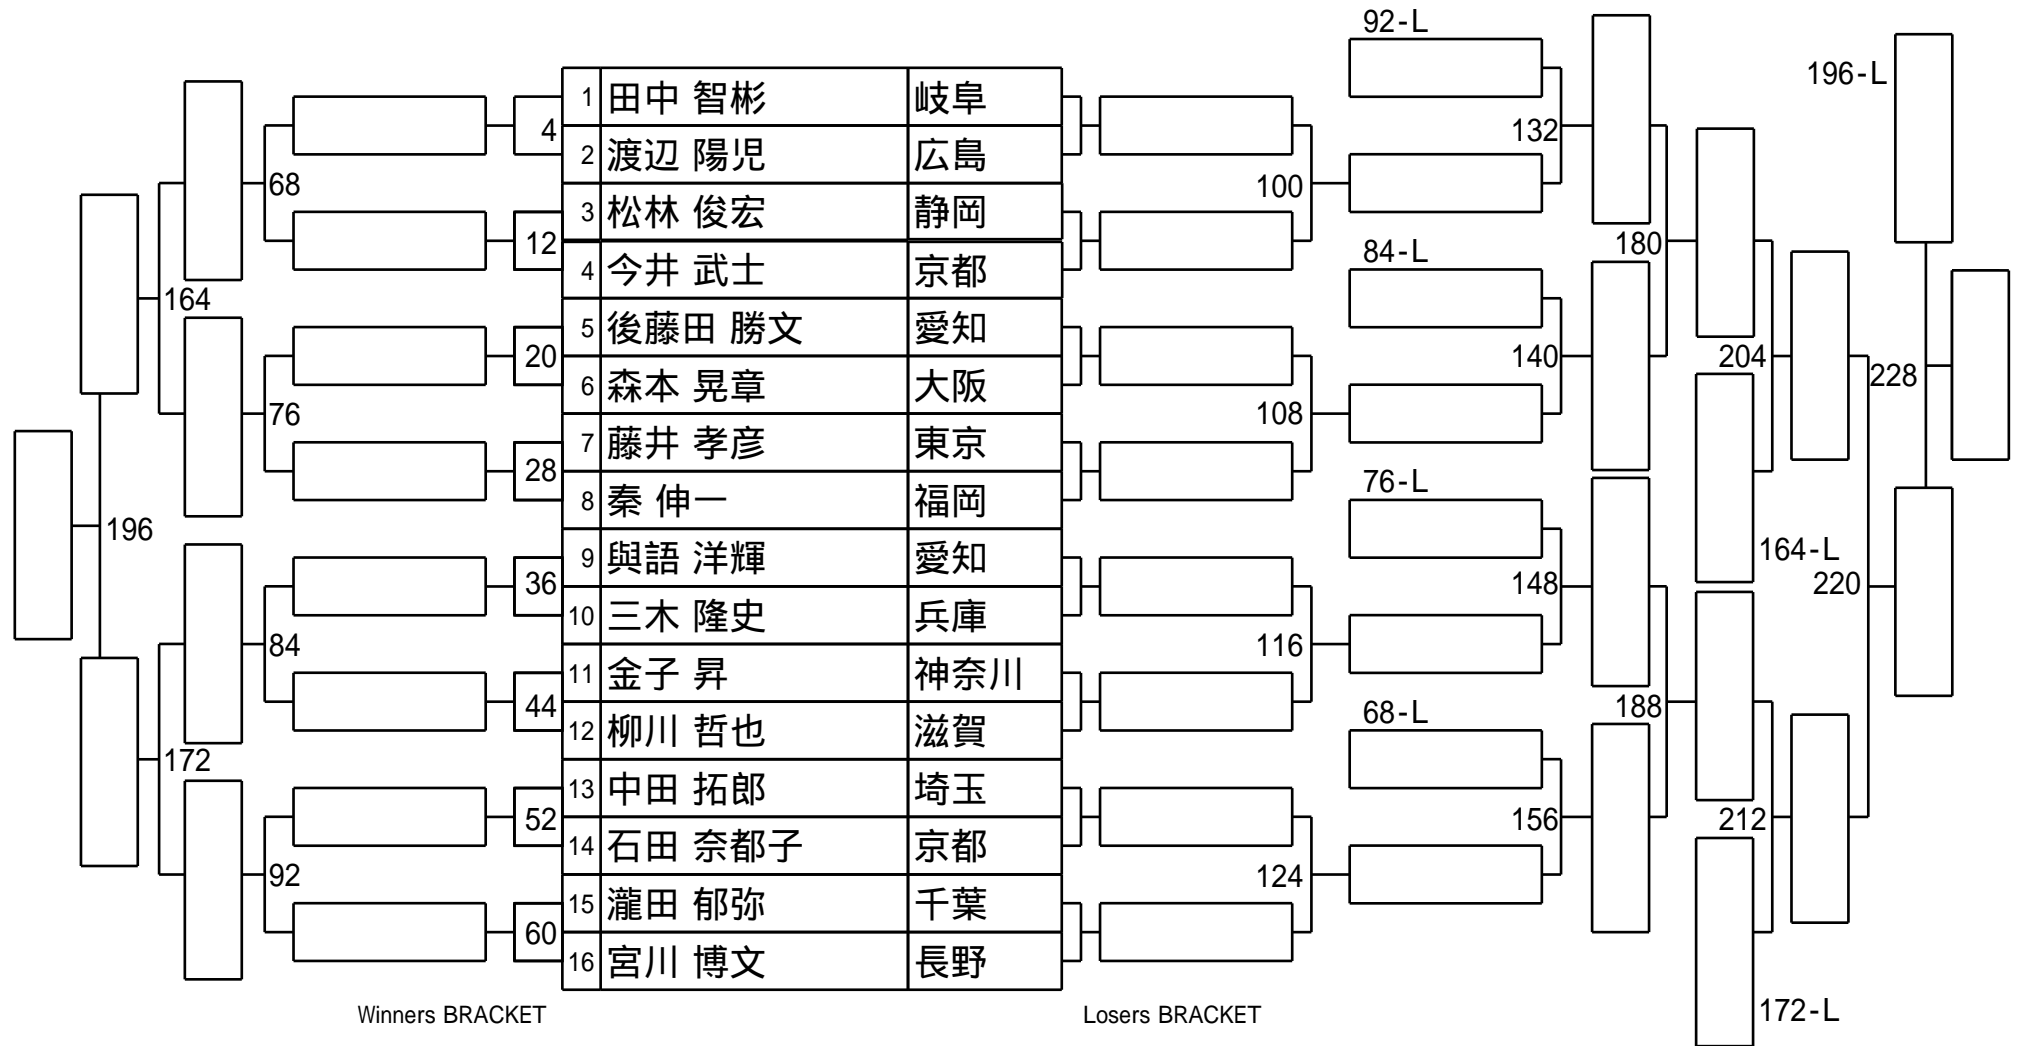 92-L
196-L
1 田中 智彬 岐阜
4
132
2 渡辺 陽児 広島
68
100
3 松林 俊宏 静岡
12
180
4 今井 武士 京都
84-L
164
5 後藤田 勝文 愛知
20
140
204
228
6 森本 晃章 大阪
76
108
7 藤井 孝彦 東京
28
76-L
8 秦 伸一 福岡
196
164-L
9 與語 洋輝 愛知
36
148
220
10 三木 隆史 兵庫
84
116
11 金子 昇 神奈川
44
188
68-L
12 柳川 哲也 滋賀
172
13 中田 拓郎 埼玉
52
156
212
14 石田 奈都子 京都
92
124
15 瀧田 郁弥 千葉
60
16 宮川 博文 長野
172-L
Winners BRACKET
Losers BRACKET